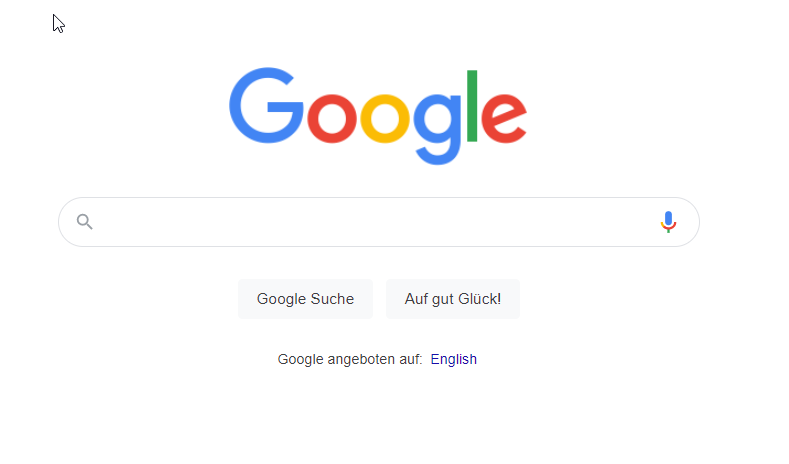 Google
Google Suche
Auf gut Glück!
Google angeboten auf: English